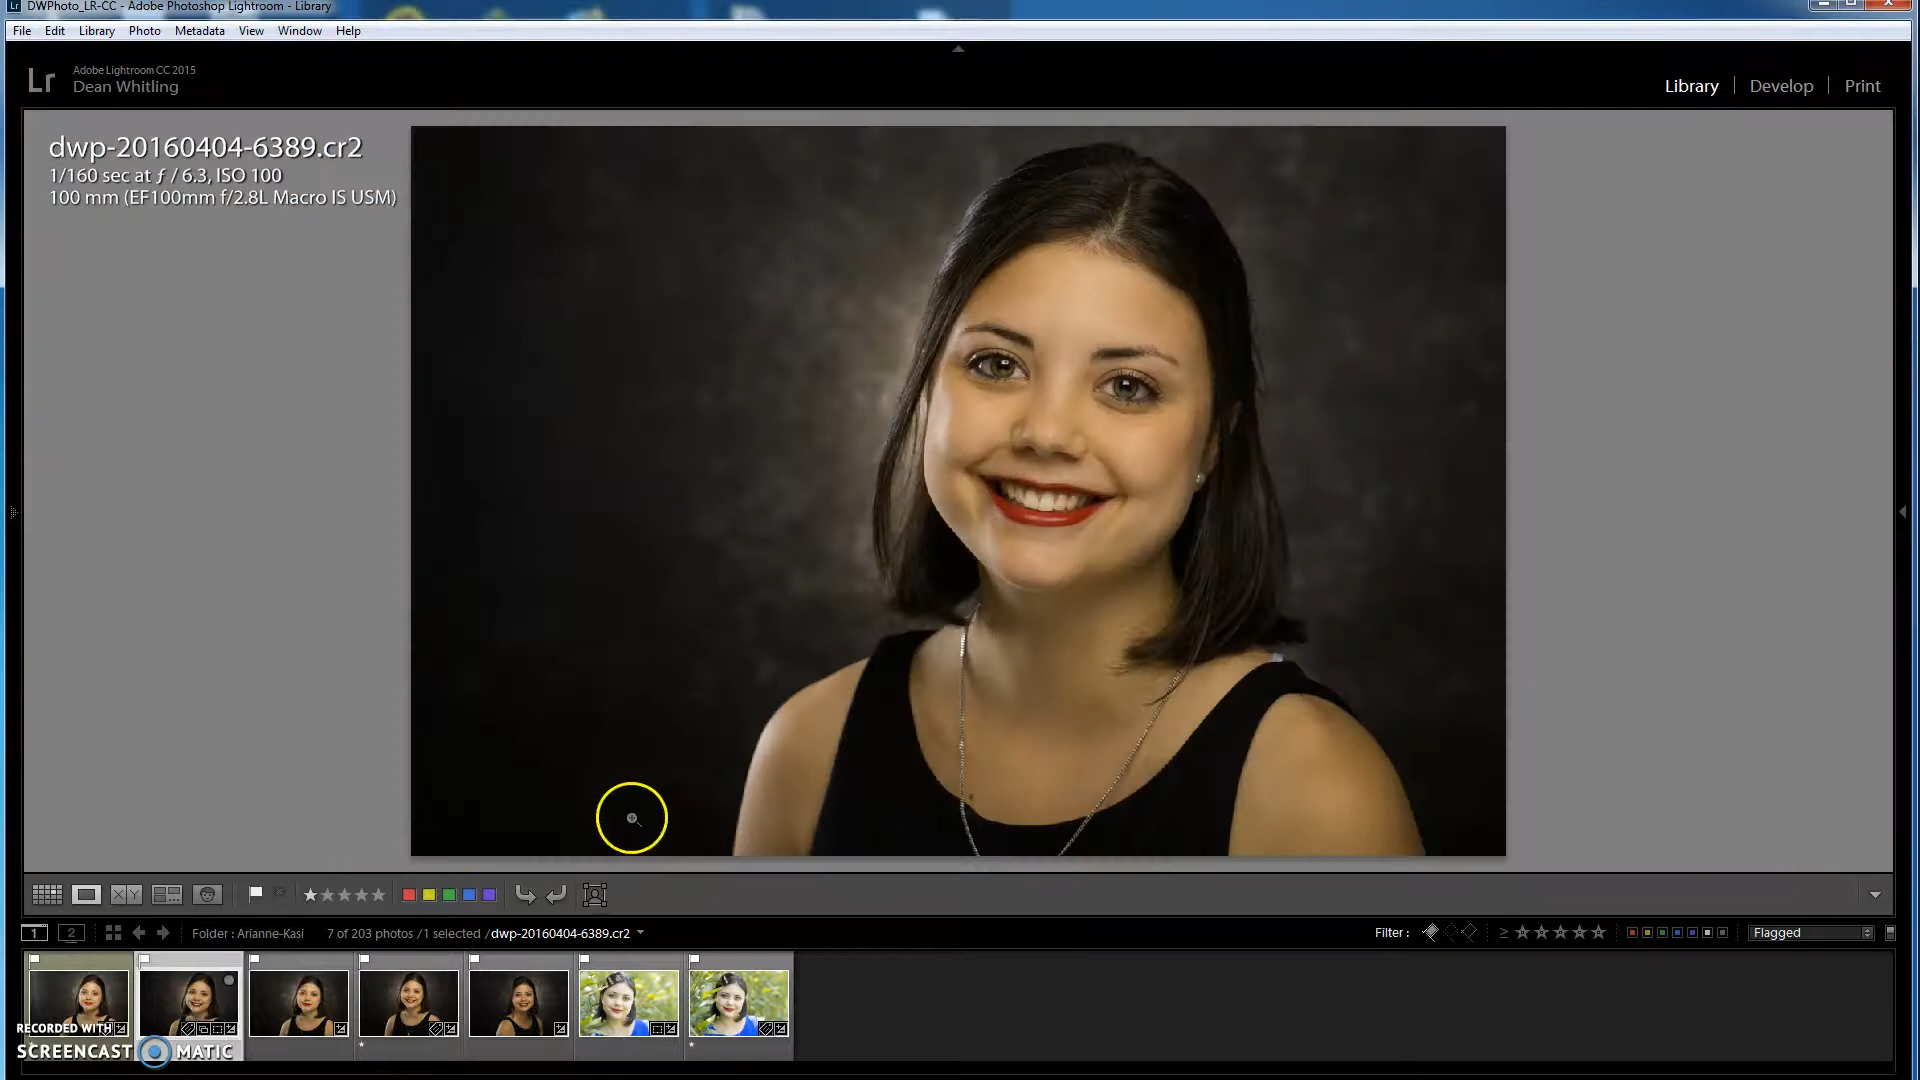 Lr DWPhoto_LR-CC - Adobe Photoshop Lightroom - Library
File Edit Library Photo Metadata View Window Help
Lr
Adobe Lightroom CC 2015
Dean Whitling
Library Develop Print
dwp-20160404-6389.cr2
1/160 sec at ƒ / 6.3, ISO 100
100 mm (EF100mm f/2.8L Macro IS USM)
XY
1 2 Folder : Arianne-Kasi 7 of 203 photos /1 selected /dwp-20160404-6389.cr2 Filter : ≥ Flagged
RECORDED WITH
SCREENCAST MATIC